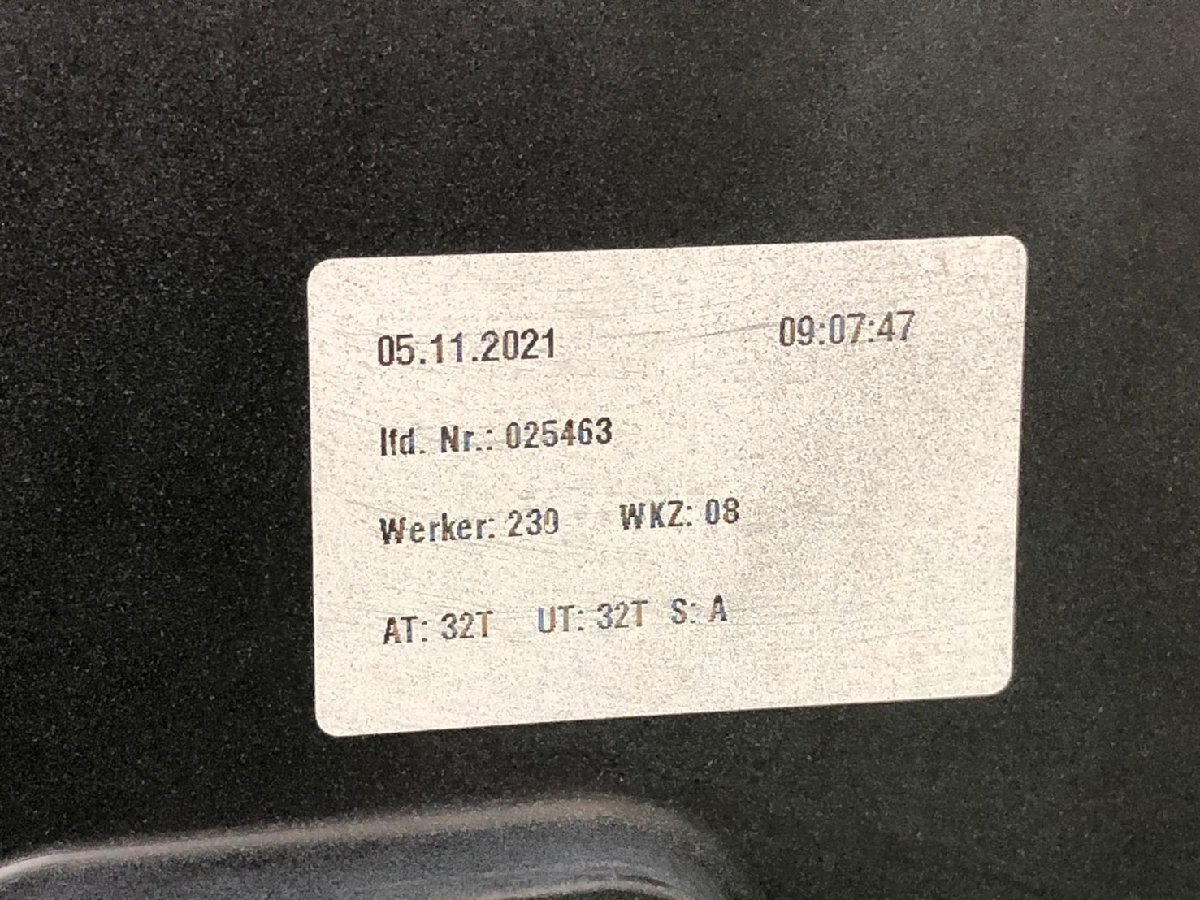 05.11.2021 09:07:47
lfd. Nr.: 025463
Werker: 230 WKZ: 08
AT: 32T UT: 32T S: A